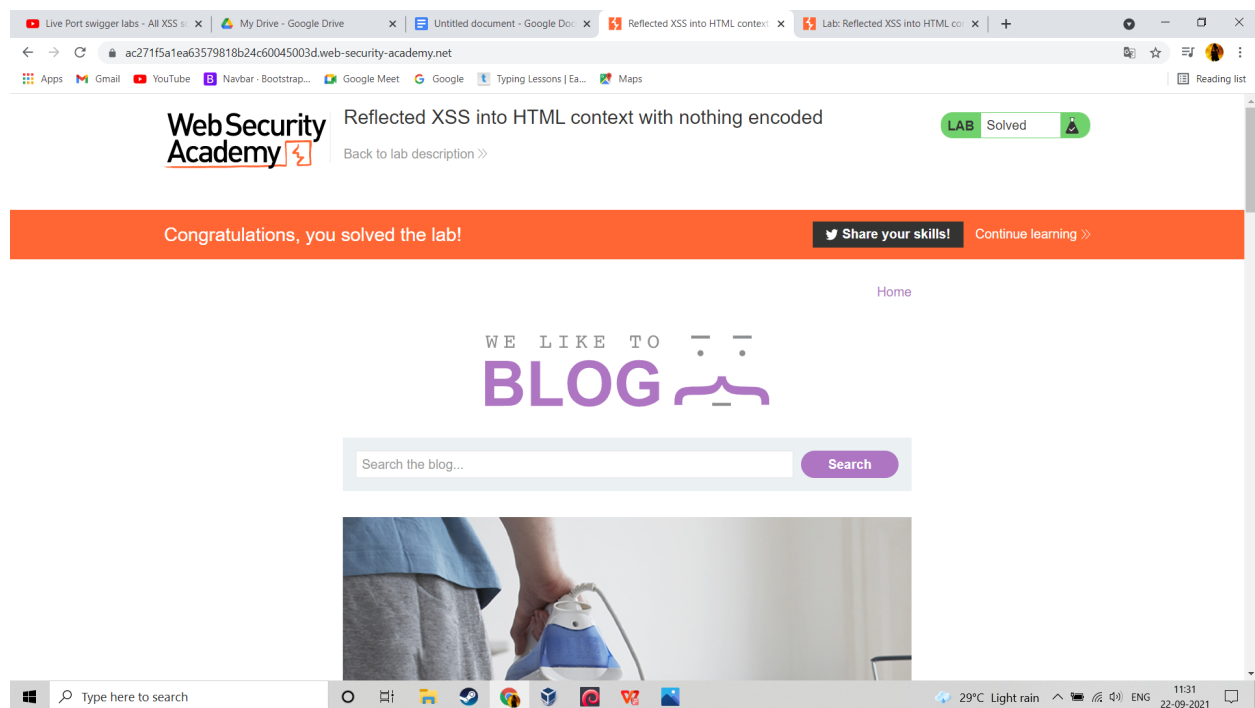 Live Port swigger labs - All XSS s
My Drive - Google Drive
Untitled document - Google Doc
Reflected XSS into HTML context
Lab: Reflected XSS into HTML cor
ac271f5a1ea63579818b24c60045003d.web-security-academy.net
Apps
Gmail
YouTube
B
Navbar · Bootstrap...
Google Meet
G
Google
t
Typing Lessons | Ea...
Maps
Reading list
Web Security
Academy
Reflected XSS into HTML context with nothing encoded
Back to lab description
LAB
Solved
Congratulations, you solved the lab!
Share your skills!
Continue learning
Home
WE LIKE TO
BLOG
Search the blog...
Search
Type here to search
29°C Light rain
ENG
11:31
22-09-2021